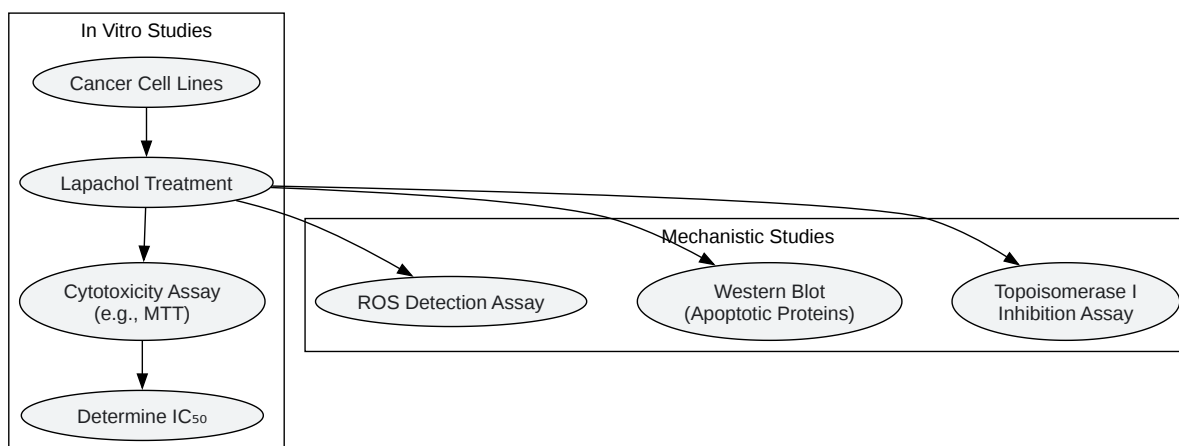 In Vitro Studies
Cancer Cell Lines
Lapachol Treatment
Cytotoxicity Assay
(e.g., MTT)
Determine IC₅₀
Mechanistic Studies
ROS Detection Assay
Western Blot
(Apoptotic Proteins)
Topoisomerase I
Inhibition Assay